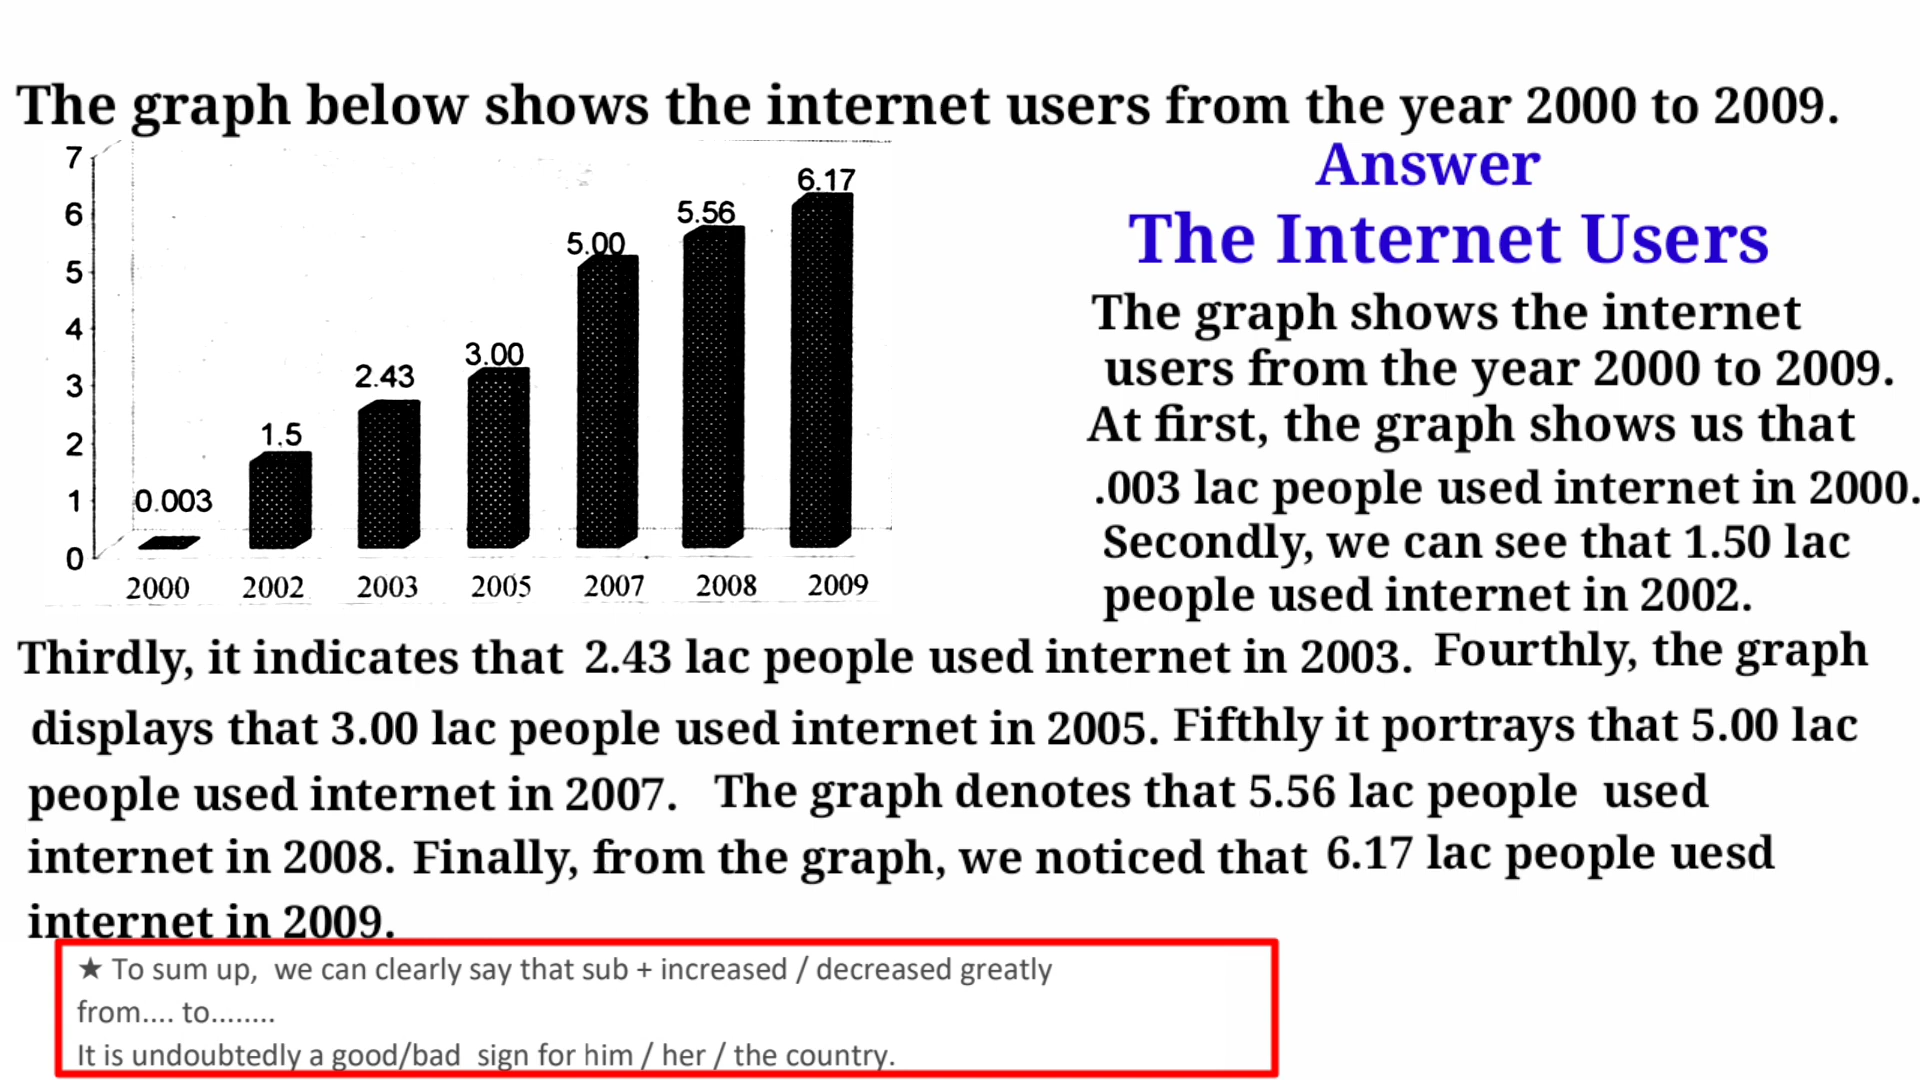 The graph below shows the internet users from the year 2000 to 2009.
7
6
5
4
3
2
1
0
0.003
1.5
2.43
3.00
5.00
5.56
6.17
2000 2002 2003 2005 2007 2008 2009
Answer
The Internet Users
The graph shows the internet
users from the year 2000 to 2009.
At first, the graph shows us that
.003 lac people used internet in 2000.
Secondly, we can see that 1.50 lac
people used internet in 2002.
Thirdly, it indicates that 2.43 lac people used internet in 2003. Fourthly, the graph
displays that 3.00 lac people used internet in 2005. Fifthly it portrays that 5.00 lac
people used internet in 2007. The graph denotes that 5.56 lac people used
internet in 2008. Finally, from the graph, we noticed that 6.17 lac people uesd
internet in 2009.
★ To sum up, we can clearly say that sub + increased / decreased greatly
from.... to........
It is undoubtedly a good/bad sign for him / her / the country.